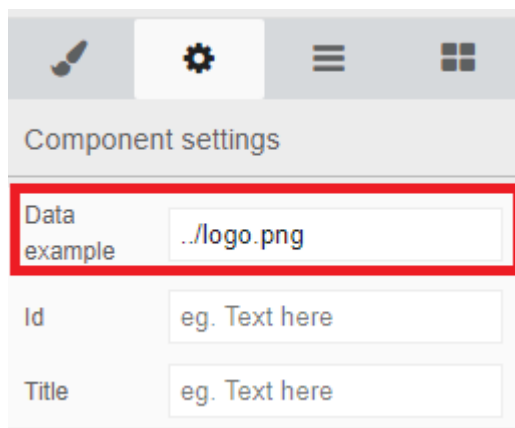 Component settings
Data
example
../logo.png
Id
eg. Text here
Title
eg. Text here